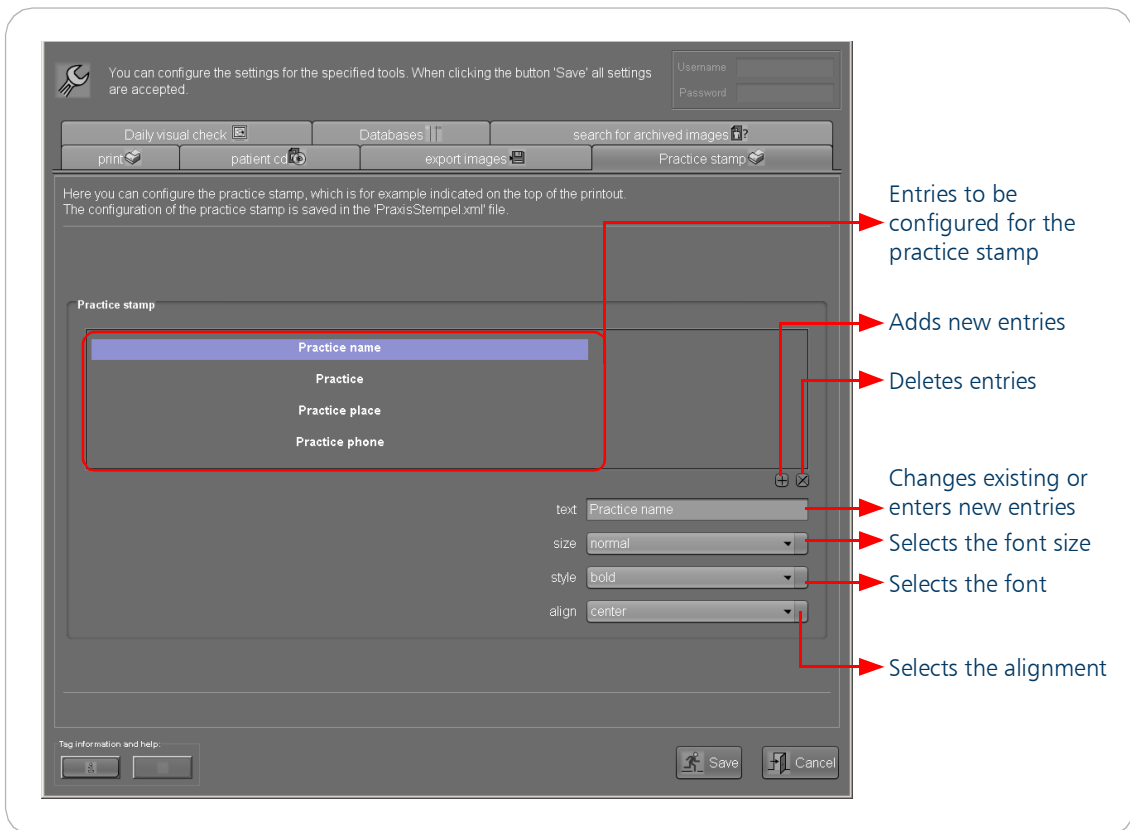 You can configure the settings for the specified tools. When clicking the button 'Save' all settings
are accepted.
Username
Password
Daily visual check
Databases
search for archived images
?
print
patient cd
export images
Practice stamp
Here you can configure the practice stamp, which is for example indicated on the top of the printout.
The configuration of the practice stamp is saved in the 'PraxisStempel.xml' file.
Practice stamp
Practice name
Practice
Practice place
Practice phone
text Practice name
size normal
style bold
align center
Tag information and help:
Save
Cancel
Entries to be
configured for the
practice stamp
Adds new entries
Deletes entries
Changes existing or
enters new entries
Selects the font size
Selects the font
Selects the alignment